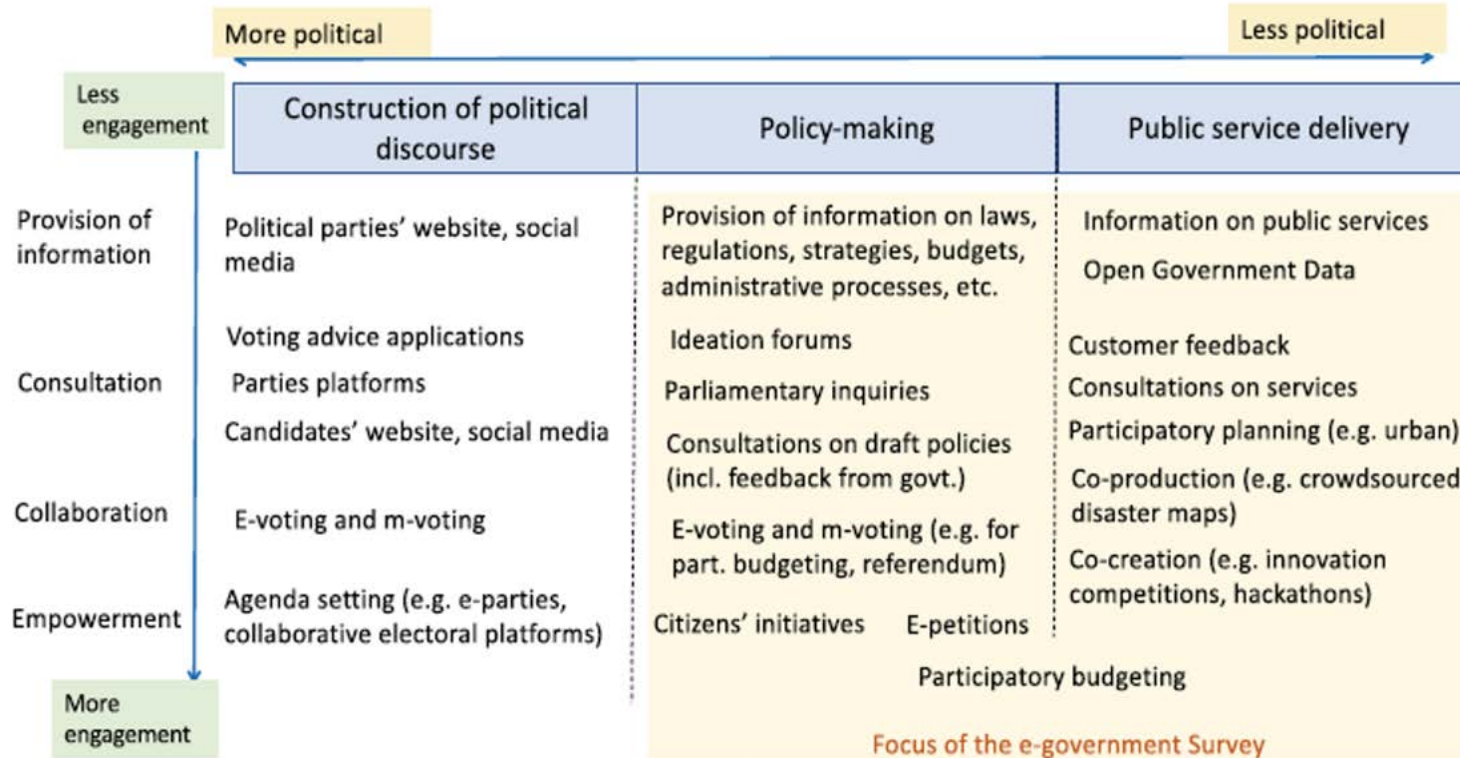 More political
Less political
Less
engagement
Construction of political
discourse
Policy-making
Public service delivery
Provision of
information
Political parties’ website, social
media
Provision of information on laws,
regulations, strategies, budgets,
administrative processes, etc.
Information on public services
Open Government Data
Consultation
Voting advice applications
Parties platforms
Candidates’ website, social media
Ideation forums
Parliamentary inquiries
Consultations on draft policies
(incl. feedback from govt.)
Customer feedback
Consultations on services
Participatory planning (e.g. urban)
Collaboration
E-voting and m-voting
E-voting and m-voting (e.g. for
part. budgeting, referendum)
Co-production (e.g. crowdsourced
disaster maps)
Co-creation (e.g. innovation
competitions, hackathons)
Empowerment
Agenda setting (e.g. e-parties,
collaborative electoral platforms)
Citizens’ initiatives
E-petitions
Participatory budgeting
More
engagement
Focus of the e-government Survey